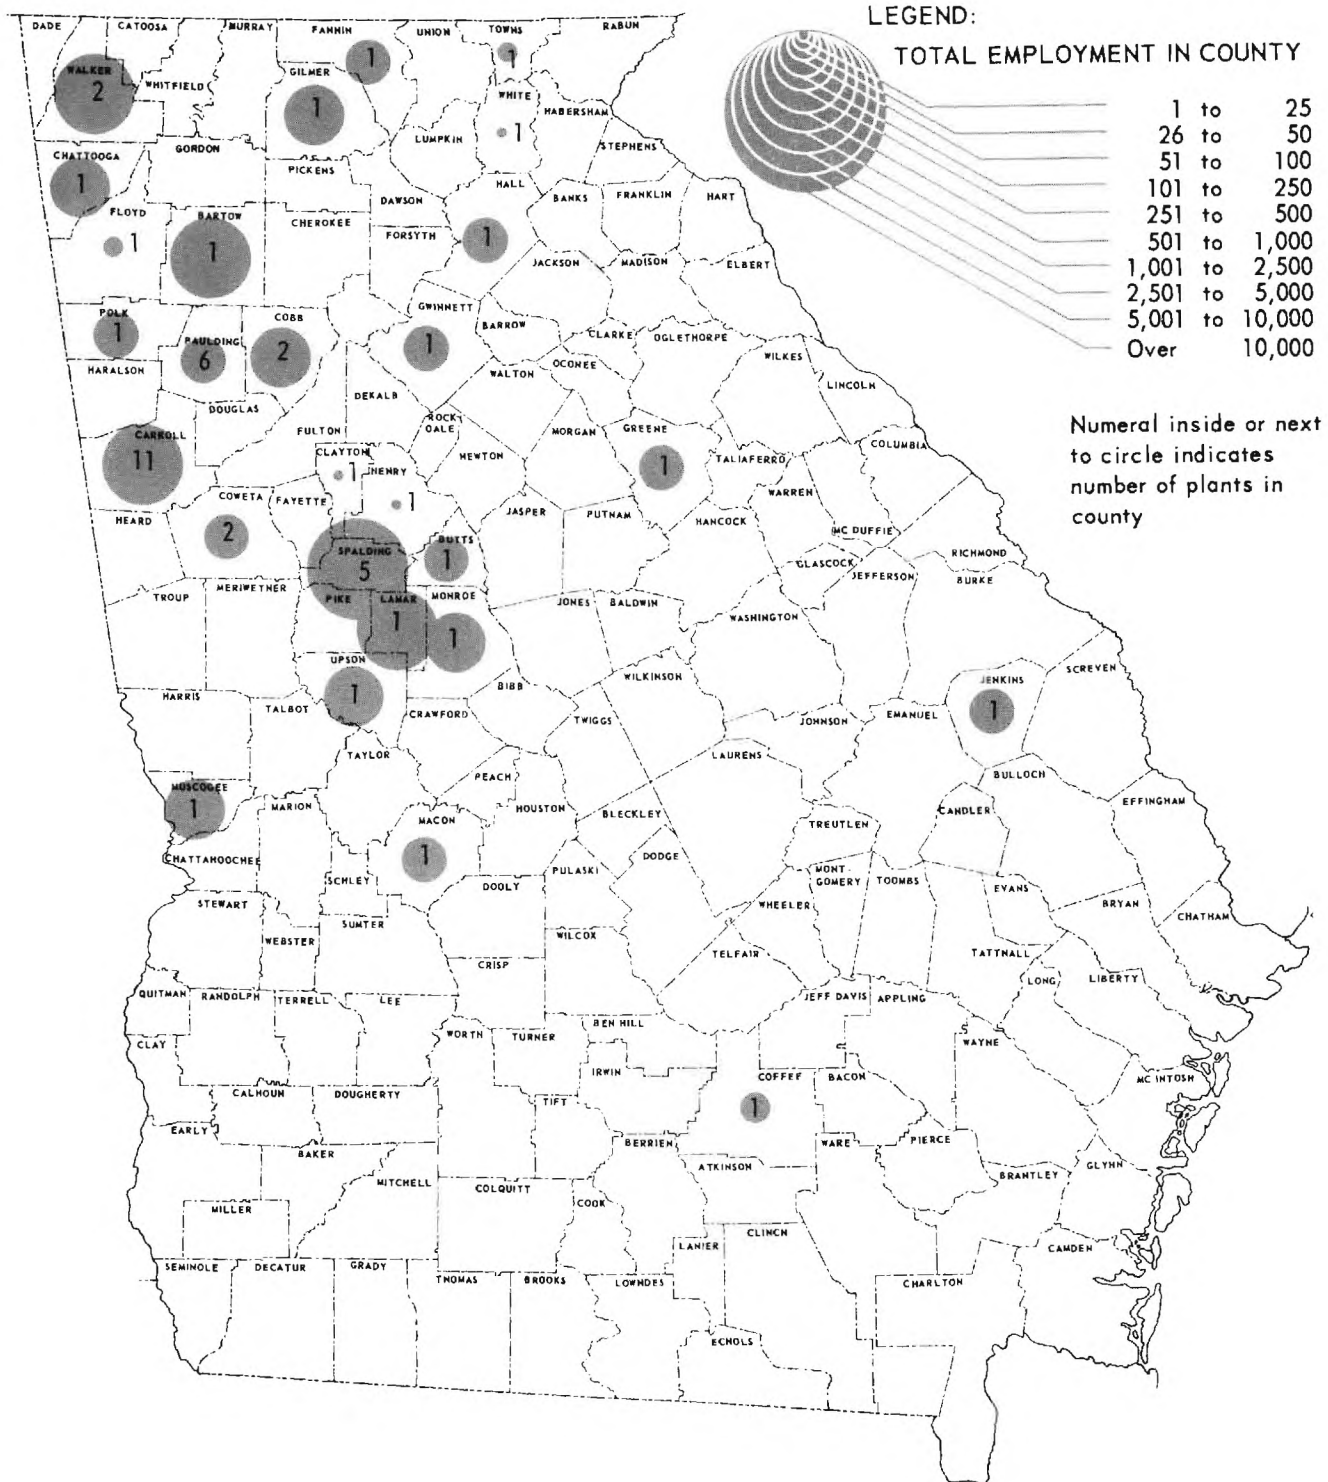 LEGEND:
TOTAL EMPLOYMENT IN COUNTY
1 to 25
26 to 50
51 to 100
101 to 250
251 to 500
501 to 1,000
1,001 to 2,500
2,501 to 5,000
5,001 to 10,000
Over 10,000
Numeral inside or next
to circle indicates
number of plants in
county
DADE
CATOOSA
MURRAY
FANNIN
1
UNION
TOWNS
1
RABUN
WALKER
2
WHITFIELD
GILMER
1
WHITE
1
HABERSHAM
LUMPKIN
STEPHENS
CHATTOOGA
1
GORDON
PICKENS
DAWSON
HALL
1
BANKS
FRANKLIN
HART
FLOYD
1
BARTOW
1
CHEROKEE
FORSYTH
JACKSON
MADISON
ELBERT
POLK
1
PAULDING
6
COBB
2
GWINNETT
1
BARROW
CLARKE
OGLETHORPE
WILKES
LINCOLN
HARALSON
OCONEE
WALTON
DEKALB
DOUGLAS
FULTON
ROCK
DALE
MORGAN
GREENE
1
TALIAFERRO
COLUMBIA
CARROLL
11
CLAYTON
1
HENRY
1
NEWTON
WARREN
HEARD
COWETA
2
FAYETTE
JASPER
PUTNAM
HANCOCK
MC DUFFIE
SPALDING
5
BUTTS
1
GLASCOCK
JEFFERSON
RICHMOND
BURKE
TROUP
MERIWETHER
PIKE
LAMAR
1
MONROE
1
JONES
BALDWIN
WASHINGTON
UPSON
1
HARRIS
TALBOT
CRAWFORD
BIBB
WILKINSON
TWIGGS
JOHNSON
EMANUEL
JENKINS
1
SCREVEN
TAYLOR
PEACH
LAURENS
BULLOCH
MUSCOGEE
1
MARION
MACON
1
HOUSTON
BLECKLEY
TREUTLEN
CANDLER
EFFINGHAM
CHATTAHOOCHEE
SCHLEY
DOOLY
PULASKI
DODGE
MONT-
GOMERY
TOOMBS
EVANS
BRYAN
CHATHAM
STEWART
WEBSTER
SUMTER
WILCOX
WHEELER
CRISP
TELFAIR
TATTNALL
LONG
LIBERTY
QUITMAN
RANDOLPH
TERRELL
LEE
JEFF DAVIS
APPLING
CLAY
WORTH
TURNER
BEN HILL
WAYNE
IRWIN
COFFEE
1
BACON
MC INTOSH
CALHOUN
DOUGHERTY
TIFT
EARLY
BAKER
BERRIEN
WARE
PIERCE
ATKINSON
BRANTLEY
GLYNN
MITCHELL
COLQUITT
COOK
MILLER
LANIER
CLINCH
CAMDEN
SEMINOLE
DECATUR
GRADY
THOMAS
BROOKS
LOWNDES
CHARLTON
ECHOLS